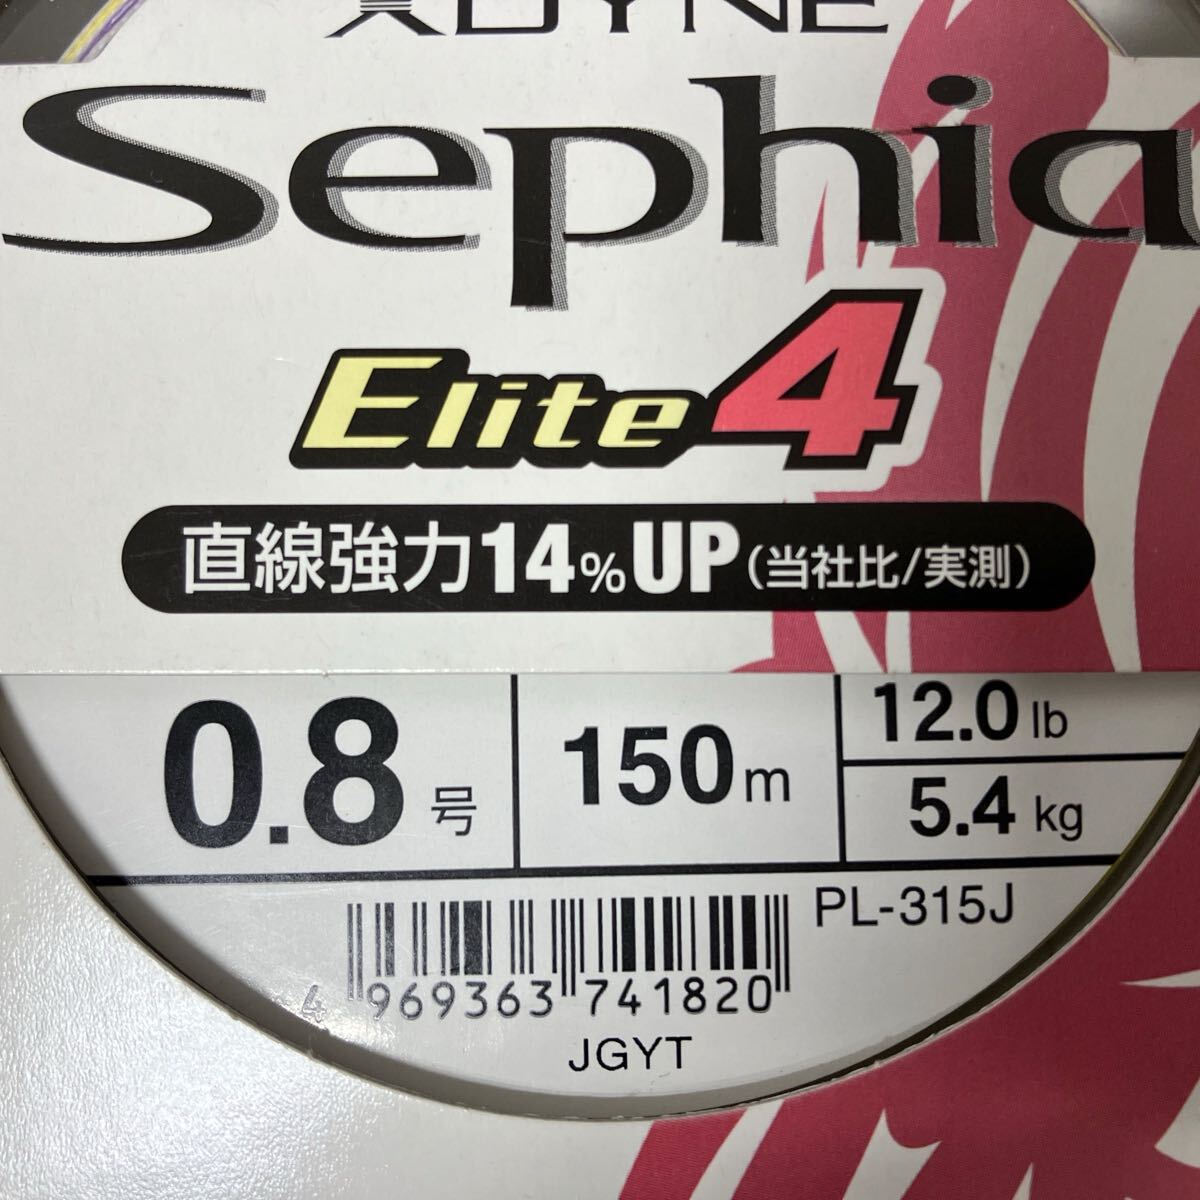 Sephia
Elite4
直線強力14%UP(当社比/実測)
0.8号
150m
12.0lb
5.4kg
PL-315J
4 969363 741820
JGYT